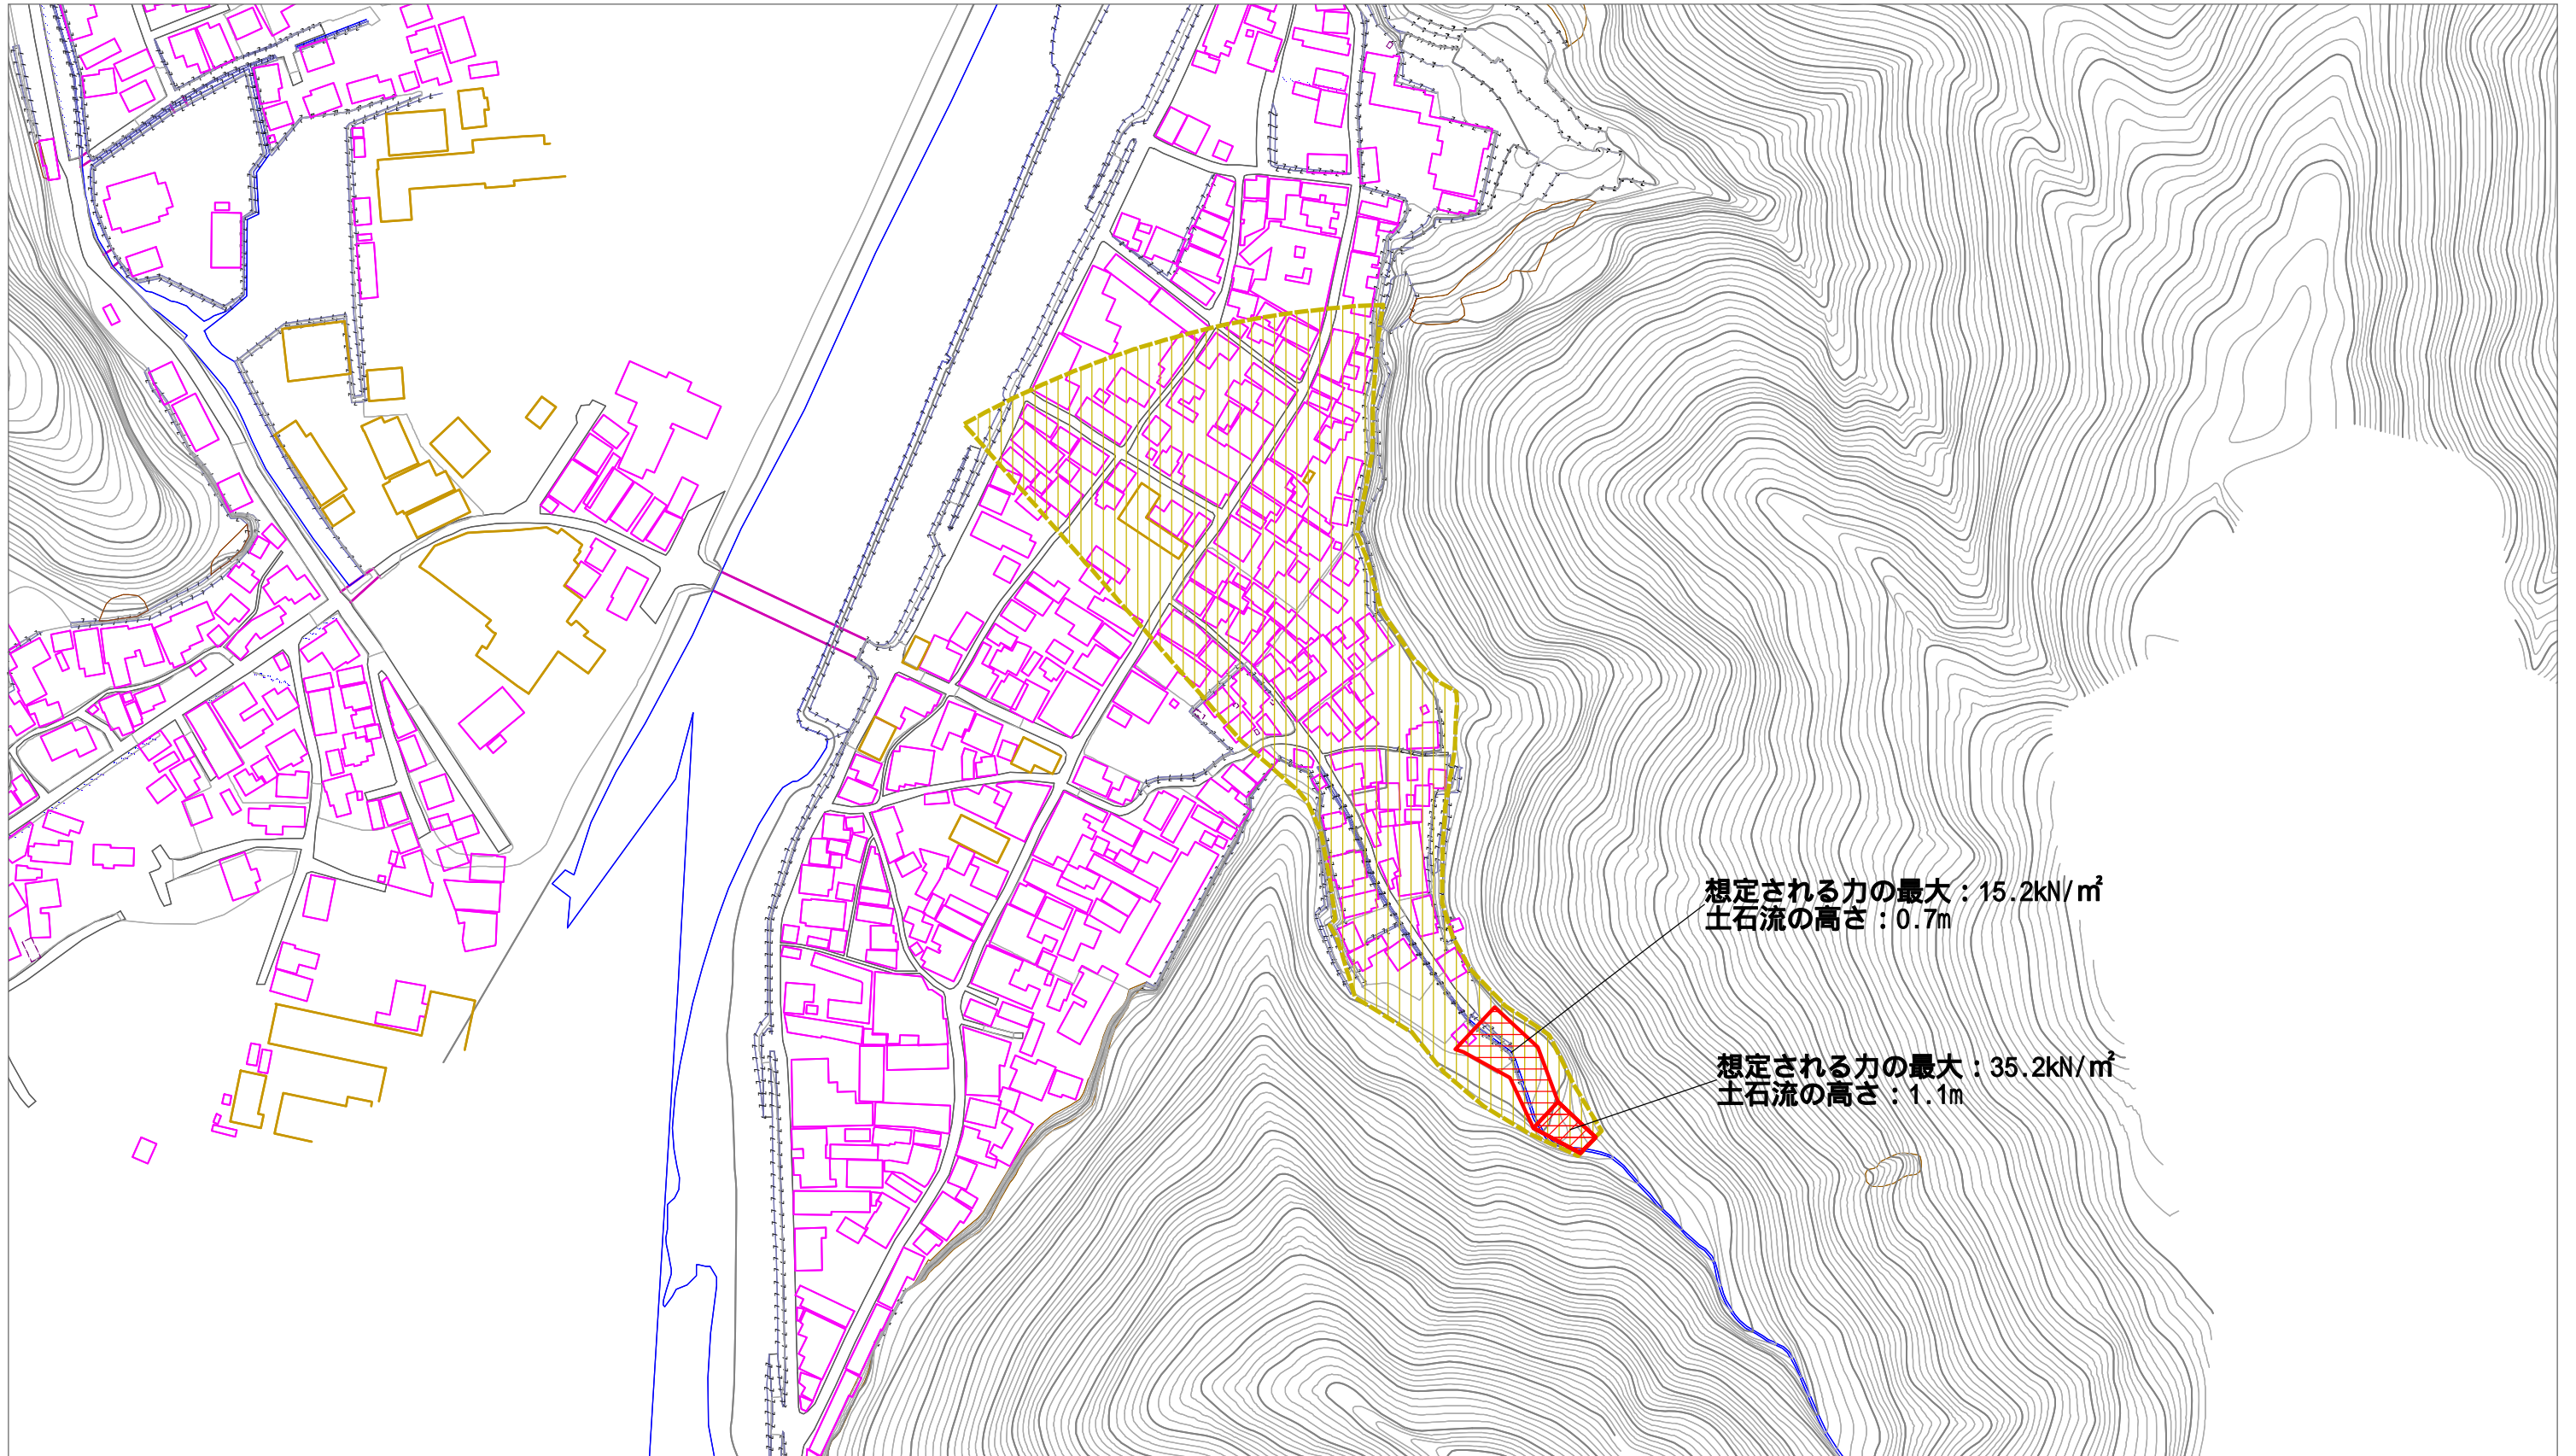 想定される力の最大：15.2kN/㎡
土石流の高さ：0.7m
想定される力の最大：35.2kN/㎡
土石流の高さ：1.1m